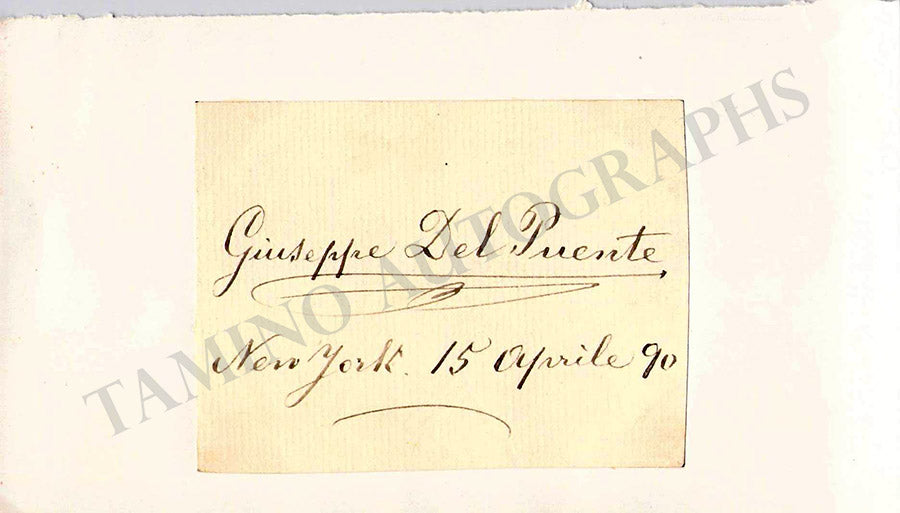 Giuseppe Del Puente
New York. 15 Aprile 90
TAMINO AUTOGRAPHS